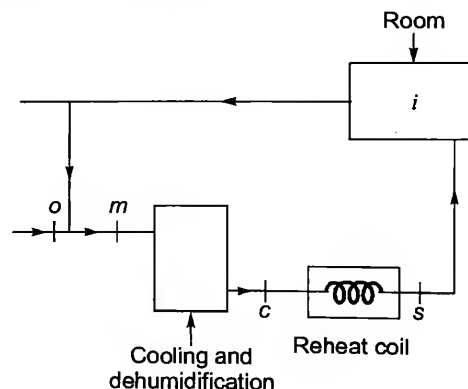 Room
i
o
m
c
s
Cooling and
dehumidification
Reheat coil